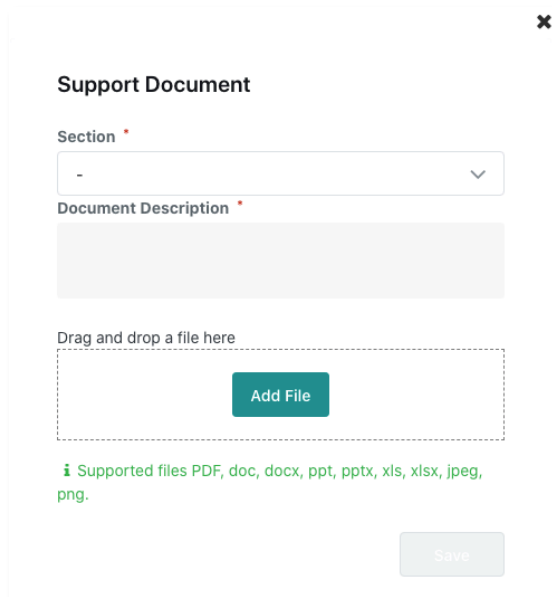 Support Document
Section *
-
Document Description *
Drag and drop a file here
Add File
i Supported files PDF, doc, docx, ppt, pptx, xls, xlsx, jpeg,
png.
Save